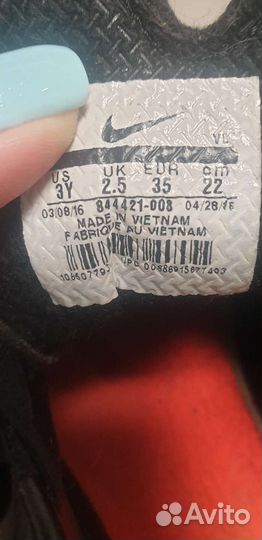 VE
US UK EUR cm
3Y 2.5 35 22
03/08/16 844421-008 04/28/16
MADE IN VIETNAM
FABRIQUE AU VIETNAM
Avito